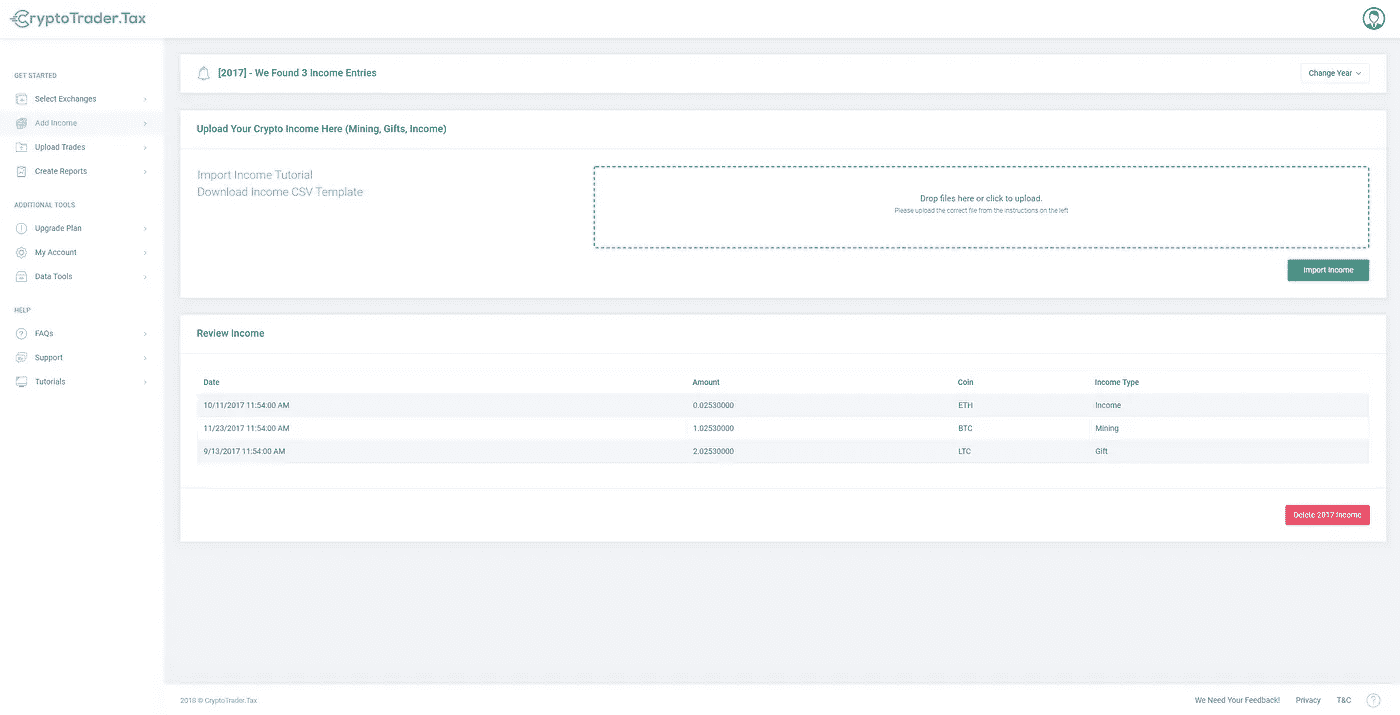 CryptoTrader.Tax
GET STARTED
Select Exchanges
Add Income
Upload Trades
Create Reports
ADDITIONAL TOOLS
Upgrade Plan
My Account
Data Tools
HELP
FAQs
Support
Tutorials
[2017] - We Found 3 Income Entries
Change Year
Upload Your Crypto Income Here (Mining, Gifts, Income)
Import Income Tutorial
Download Income CSV Template
Drop files here or click to upload.
Please upload the correct file from the instructions on the left
Import Income
Review Income
Date Amount Coin Income Type
10/11/2017 11:54:00 AM 0.02530000 ETH Income
11/23/2017 11:54:00 AM 1.02530000 BTC Mining
9/13/2017 11:54:00 AM 2.02530000 LTC Gift
Delete 2017 Income
2018 © CryptoTrader.Tax We Need Your Feedback! Privacy T&C ?